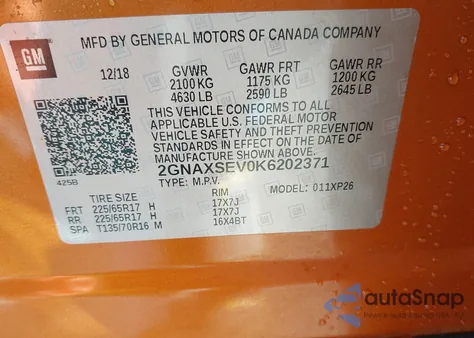 GM
MFD BY GENERAL MOTORS OF CANADA COMPANY
12/18 GVWR GAWR FRT GAWR RR
2100 KG 1175 KG 1200 KG
4630 LB 2590 LB 2645 LB
THIS VEHICLE CONFORMS TO ALL
APPLICABLE U.S. FEDERAL MOTOR
VEHICLE SAFETY AND THEFT PREVENTION
STANDARDS IN EFFECT ON THE DATE OF
MANUFACTURE SHOWN ABOVE.
425B
2GNAXSEV0K6202371
TYPE: M.P.V. MODEL: 011XP26
TIRE SIZE RIM
FRT 225/65R17 H 17X7J
RR 225/65R17 H 17X7J
SPA T135/70R16 M 16X4BT
autoSnap